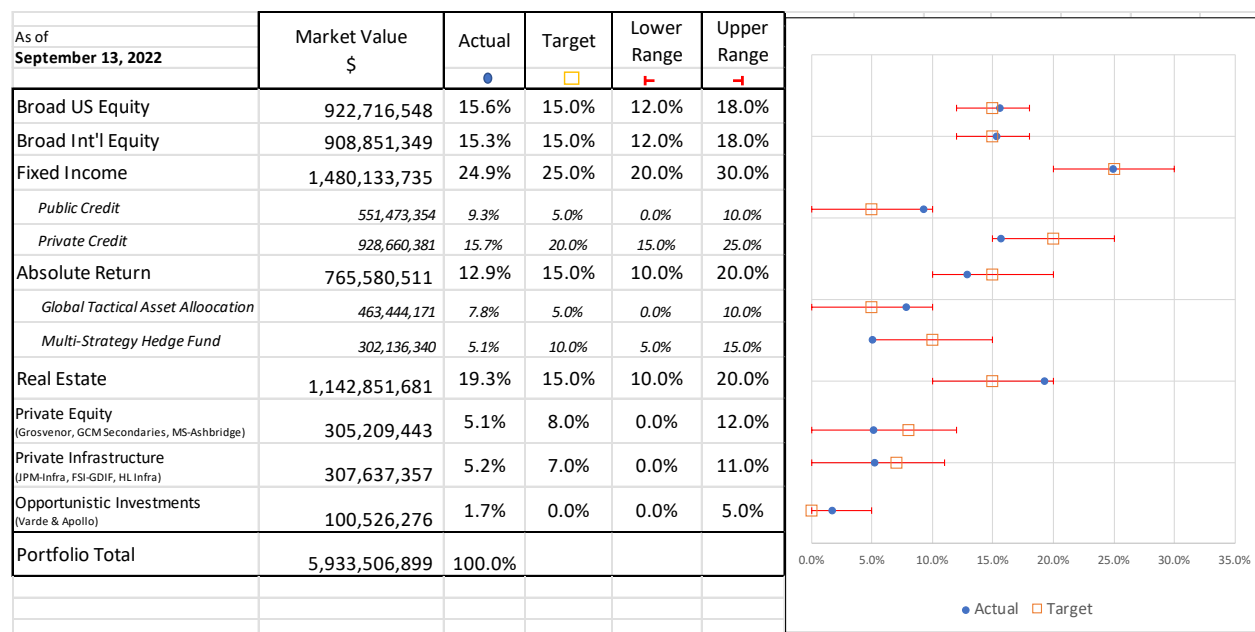 As of
September 13, 2022
Market Value
$
Actual
Target
Lower
Range
Upper
Range
Broad US Equity 922,716,548 15.6% 15.0% 12.0% 18.0%
Broad Int'l Equity 908,851,349 15.3% 15.0% 12.0% 18.0%
Fixed Income 1,480,133,735 24.9% 25.0% 20.0% 30.0%
Public Credit 551,473,354 9.3% 5.0% 0.0% 10.0%
Private Credit 928,660,381 15.7% 20.0% 15.0% 25.0%
Absolute Return 765,580,511 12.9% 15.0% 10.0% 20.0%
Global Tactical Asset Alloocation 463,444,171 7.8% 5.0% 0.0% 10.0%
Multi-Strategy Hedge Fund 302,136,340 5.1% 10.0% 5.0% 15.0%
Real Estate 1,142,851,681 19.3% 15.0% 10.0% 20.0%
Private Equity
(Grosvenor, GCM Secondaries, MS-Ashbridge)
305,209,443 5.1% 8.0% 0.0% 12.0%
Private Infrastructure
(JPM-Infra, FSI-GDIF, HL Infra)
307,637,357 5.2% 7.0% 0.0% 11.0%
Opportunistic Investments
(Varde & Apollo)
100,526,276 1.7% 0.0% 0.0% 5.0%
Portfolio Total 5,933,506,899 100.0%
0.0% 5.0% 10.0% 15.0% 20.0% 25.0% 30.0% 35.0%
Actual Target